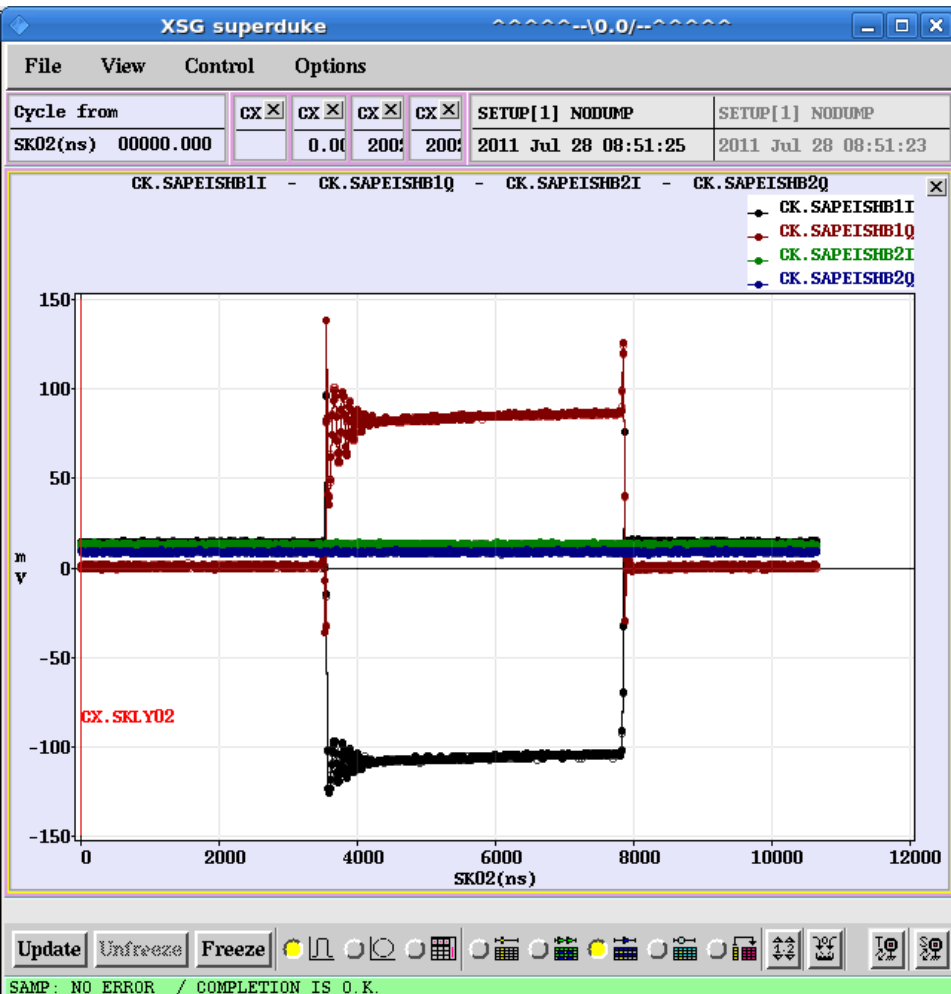 XSG superduke ^^^^^--\0.0/--^^^^^
File View Control Options
Cycle from CX CX CX CX SETUP[1] NODUMP SETUP[1] NODUMP
SK02(ns) 00000.000 0.00 200 200 2011 Jul 28 08:51:25 2011 Jul 28 08:51:23
CK.SAPEISHB1I - CK.SAPEISHB1Q - CK.SAPEISHB2I - CK.SAPEISHB2Q
CK.SAPEISHB1I
CK.SAPEISHB1Q
CK.SAPEISHB2I
CK.SAPEISHB2Q
150
100
50
m
V
0
-50
CX.SKLY02
-100
-150
0 2000 4000 6000 8000 10000 12000
SK02(ns)
Update Unfreeze Freeze
SAMP: NO ERROR / COMPLETION IS O.K.